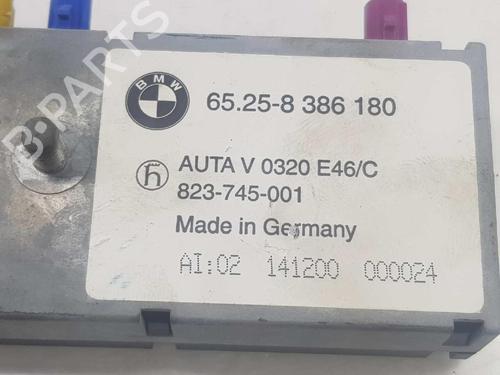 BMW
65.25-8 386 180
AUTA V 0320 E46/C
823-745-001
Made in Germany
AI:02 141200 000024
B-Parts